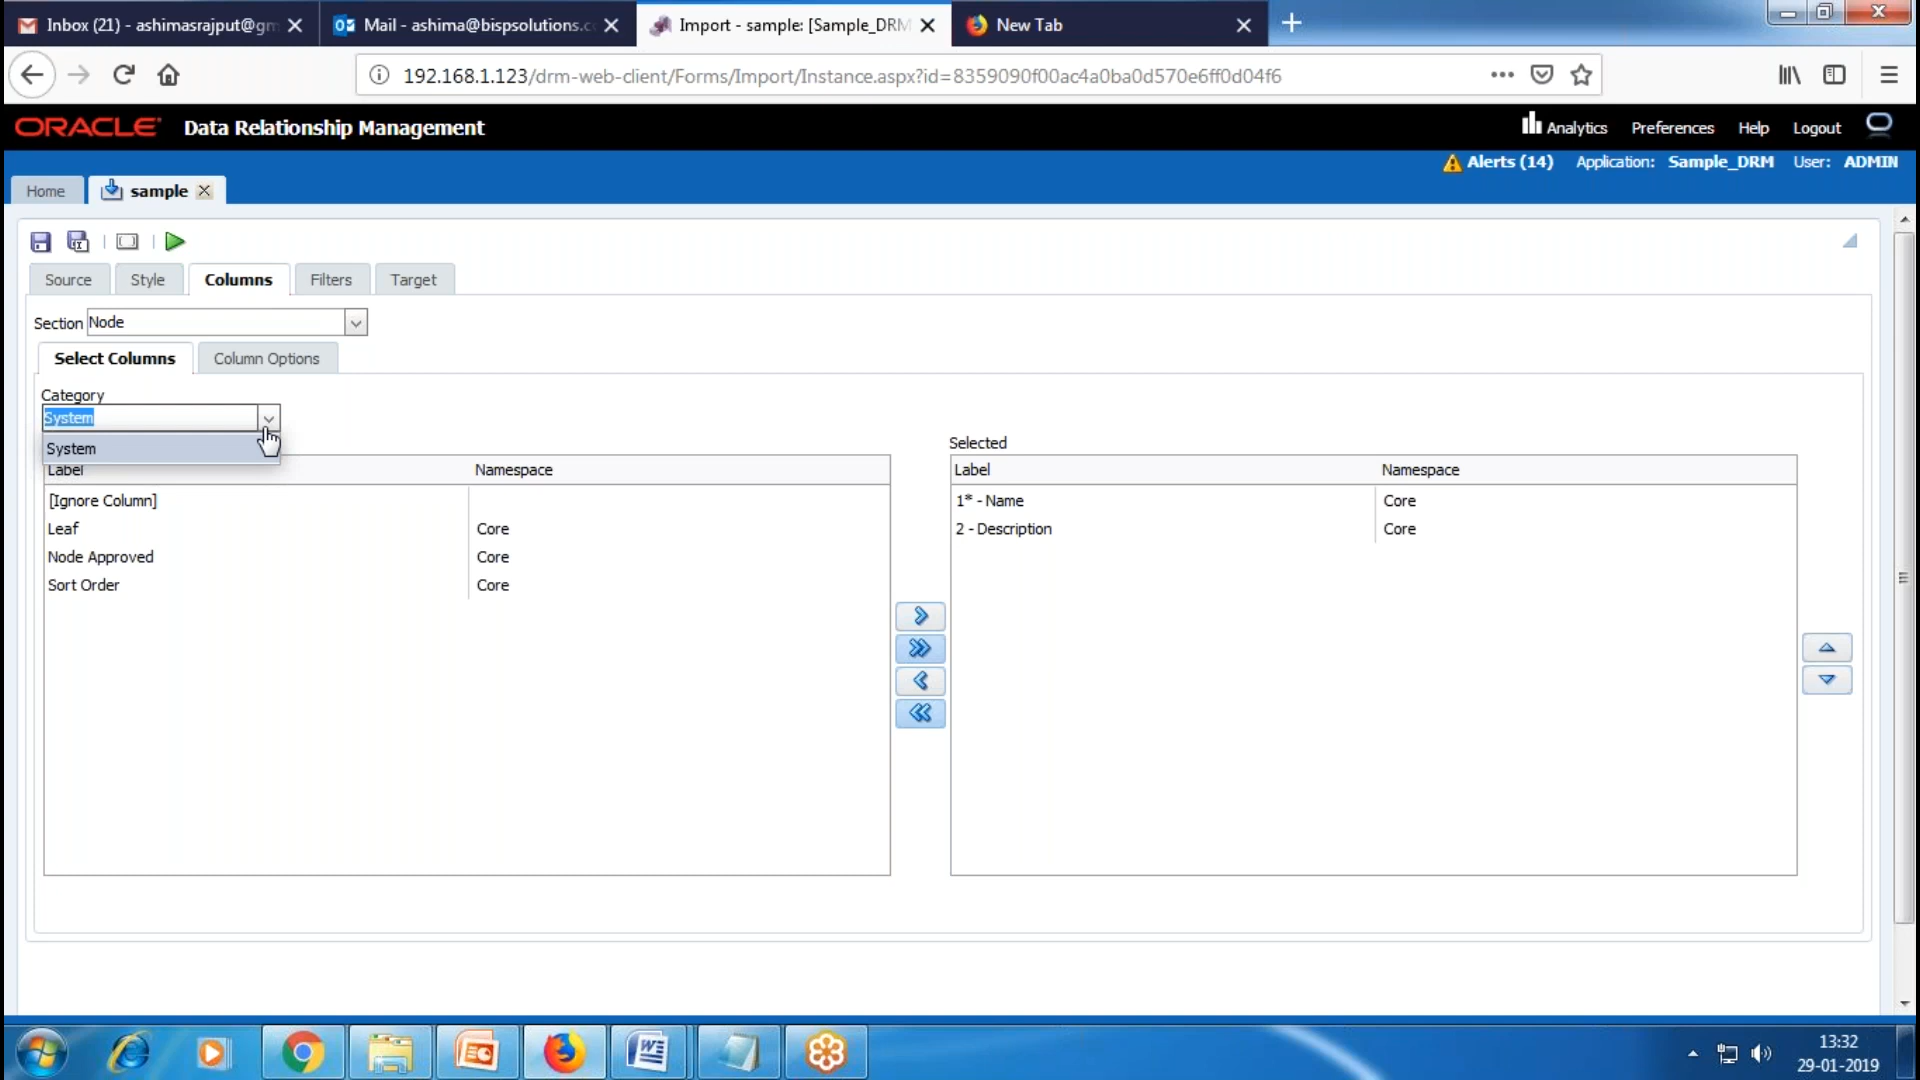 Inbox (21) - ashimasrajput@gm
Mail - ashima@bispsolutions.c
Import - sample: [Sample_DRM
New Tab
192.168.1.123/drm-web-client/Forms/Import/Instance.aspx?id=8359090f00ac4a0ba0d570e6ff0d04f6
ORACLE Data Relationship Management
Analytics Preferences Help Logout
Alerts (14) Application: Sample_DRM User: ADMIN
Home sample
Source Style Columns Filters Target
Section Node
Select Columns Column Options
Category
System
System
Selected
Label Namespace
Label Namespace
[Ignore Column]
Leaf Core
Node Approved Core
Sort Order Core
1* - Name Core
2 - Description Core
13:32
29-01-2019